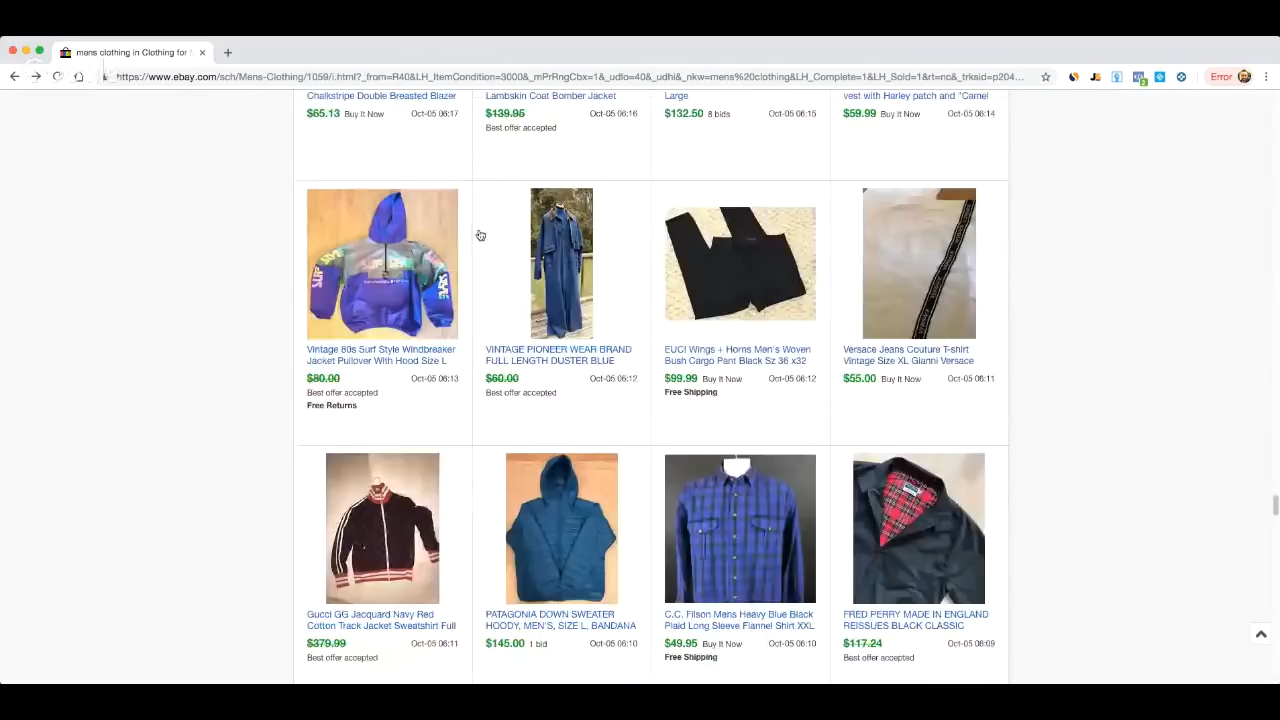 mens clothing in Clothing for
https://www.ebay.com/sch/Mens-Clothing/1059/i.html?_from=R40&LH_ItemCondition=3000&_mPrRngCbx=1&_udlo=40&_udhi&_nkw=mens%20clothing&LH_Complete=1&LH_Sold=1&rt=nc&_trksid=p204... Error
Chalkstripe Double Breasted Blazer
$65.13 Buy It Now Oct-05 06:17
Lambskin Coat Bomber Jacket
$139.95 Oct-05 06:16
Best offer accepted
Large
$132.50 8 bids Oct-05 06:15
vest with Harley patch and "Camel
$59.99 Buy It Now Oct-05 06:14
Vintage 80s Surf Style Windbreaker
Jacket Pullover With Hood Size L
$80.00 Oct-05 06:13
Best offer accepted
Free Returns
VINTAGE PIONEER WEAR BRAND
FULL LENGTH DUSTER BLUE
$60.00 Oct-05 06:12
Best offer accepted
EUC! Wings + Horns Men's Woven
Bush Cargo Pant Black Sz 36 x32
$99.99 Buy It Now Oct-05 06:12
Free Shipping
Versace Jeans Couture T-shirt
Vintage Size XL Gianni Versace
$55.00 Buy It Now Oct-05 06:11
Gucci GG Jacquard Navy Red
Cotton Track Jacket Sweatshirt Full
$379.99 Oct-05 06:11
Best offer accepted
PATAGONIA DOWN SWEATER
HOODY, MEN'S, SIZE L, BANDANA
$145.00 1 bid Oct-05 06:10
C.C. Filson Mens Heavy Blue Black
Plaid Long Sleeve Flannel Shirt XXL
$49.95 Buy It Now Oct-05 06:10
Free Shipping
FRED PERRY MADE IN ENGLAND
REISSUES BLACK CLASSIC
$117.24 Oct-05 06:09
Best offer accepted